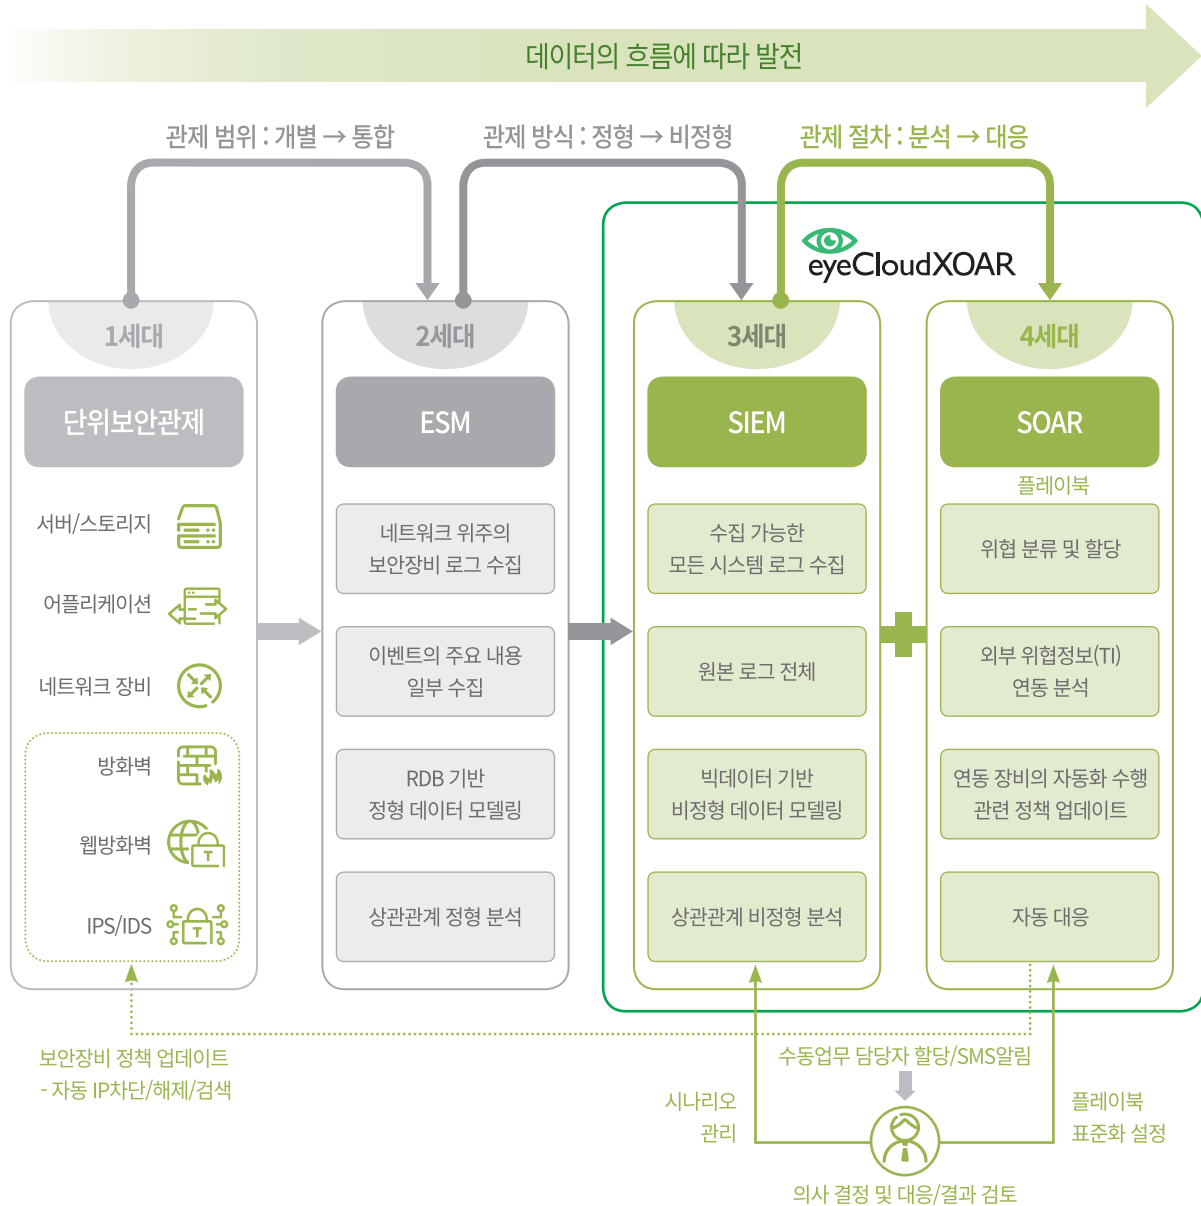 데이터의 흐름에 따라 발전
관제 범위 : 개별 → 통합
관제 방식 : 정형 → 비정형
관제 절차 : 분석 → 대응
eyeCloudXOAR
1세대
단위보안관제
서버/스토리지
어플리케이션
네트워크 장비
방화벽
웹방화벽
T
IPS/IDS
T
2세대
ESM
네트워크 위주의
보안장비 로그 수집
이벤트의 주요 내용
일부 수집
RDB 기반
정형 데이터 모델링
상관관계 정형 분석
3세대
SIEM
수집 가능한
모든 시스템 로그 수집
원본 로그 전체
빅데이터 기반
비정형 데이터 모델링
상관관계 비정형 분석
4세대
SOAR
플레이북
위협 분류 및 할당
외부 위협정보(TI)
연동 분석
연동 장비의 자동화 수행
관련 정책 업데이트
자동 대응
보안장비 정책 업데이트
- 자동 IP차단/해제/검색
수동업무 담당자 할당/SMS알림
시나리오
관리
플레이북
표준화 설정
의사 결정 및 대응/결과 검토